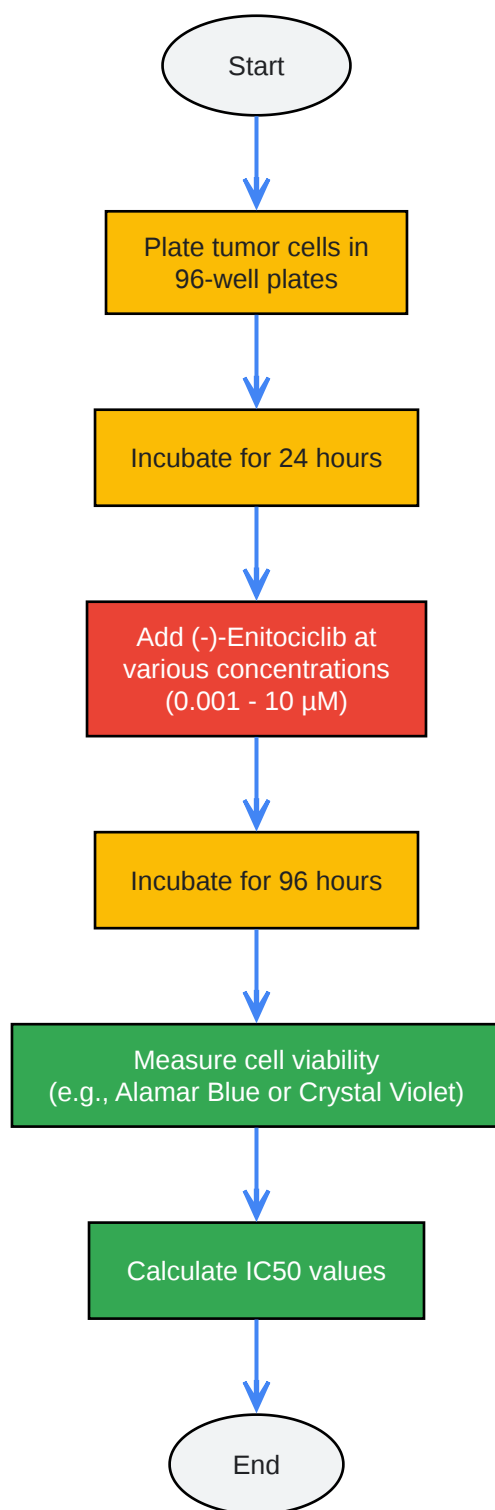 Start
Plate tumor cells in
96-well plates
Incubate for 24 hours
Add (-)-Enitociclib at
various concentrations
(0.001 - 10 µM)
Incubate for 96 hours
Measure cell viability
(e.g., Alamar Blue or Crystal Violet)
Calculate IC50 values
End